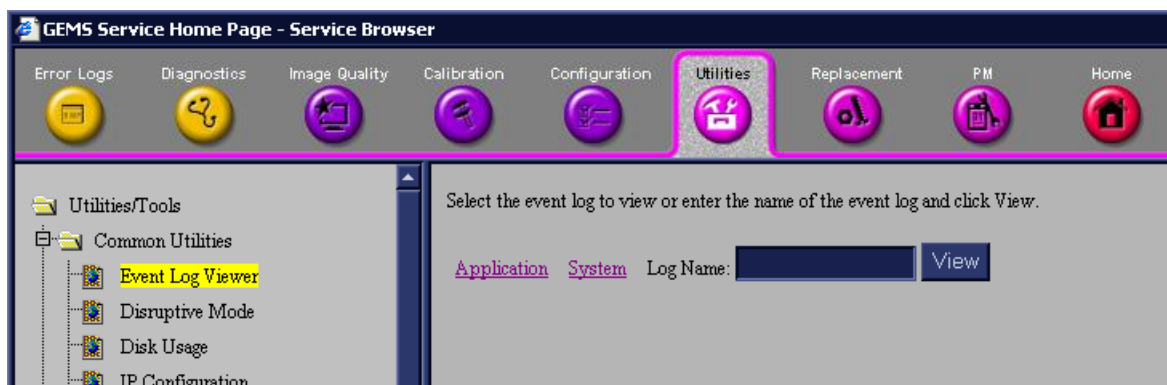 GEMS Service Home Page - Service Browser
Error Logs Diagnostics Image Quality Calibration Configuration Utilities Replacement PM Home
Utilities/Tools
Common Utilities
Event Log Viewer
Disruptive Mode
Disk Usage
IP Configuration
Select the event log to view or enter the name of the event log and click View.
Application System Log Name: View